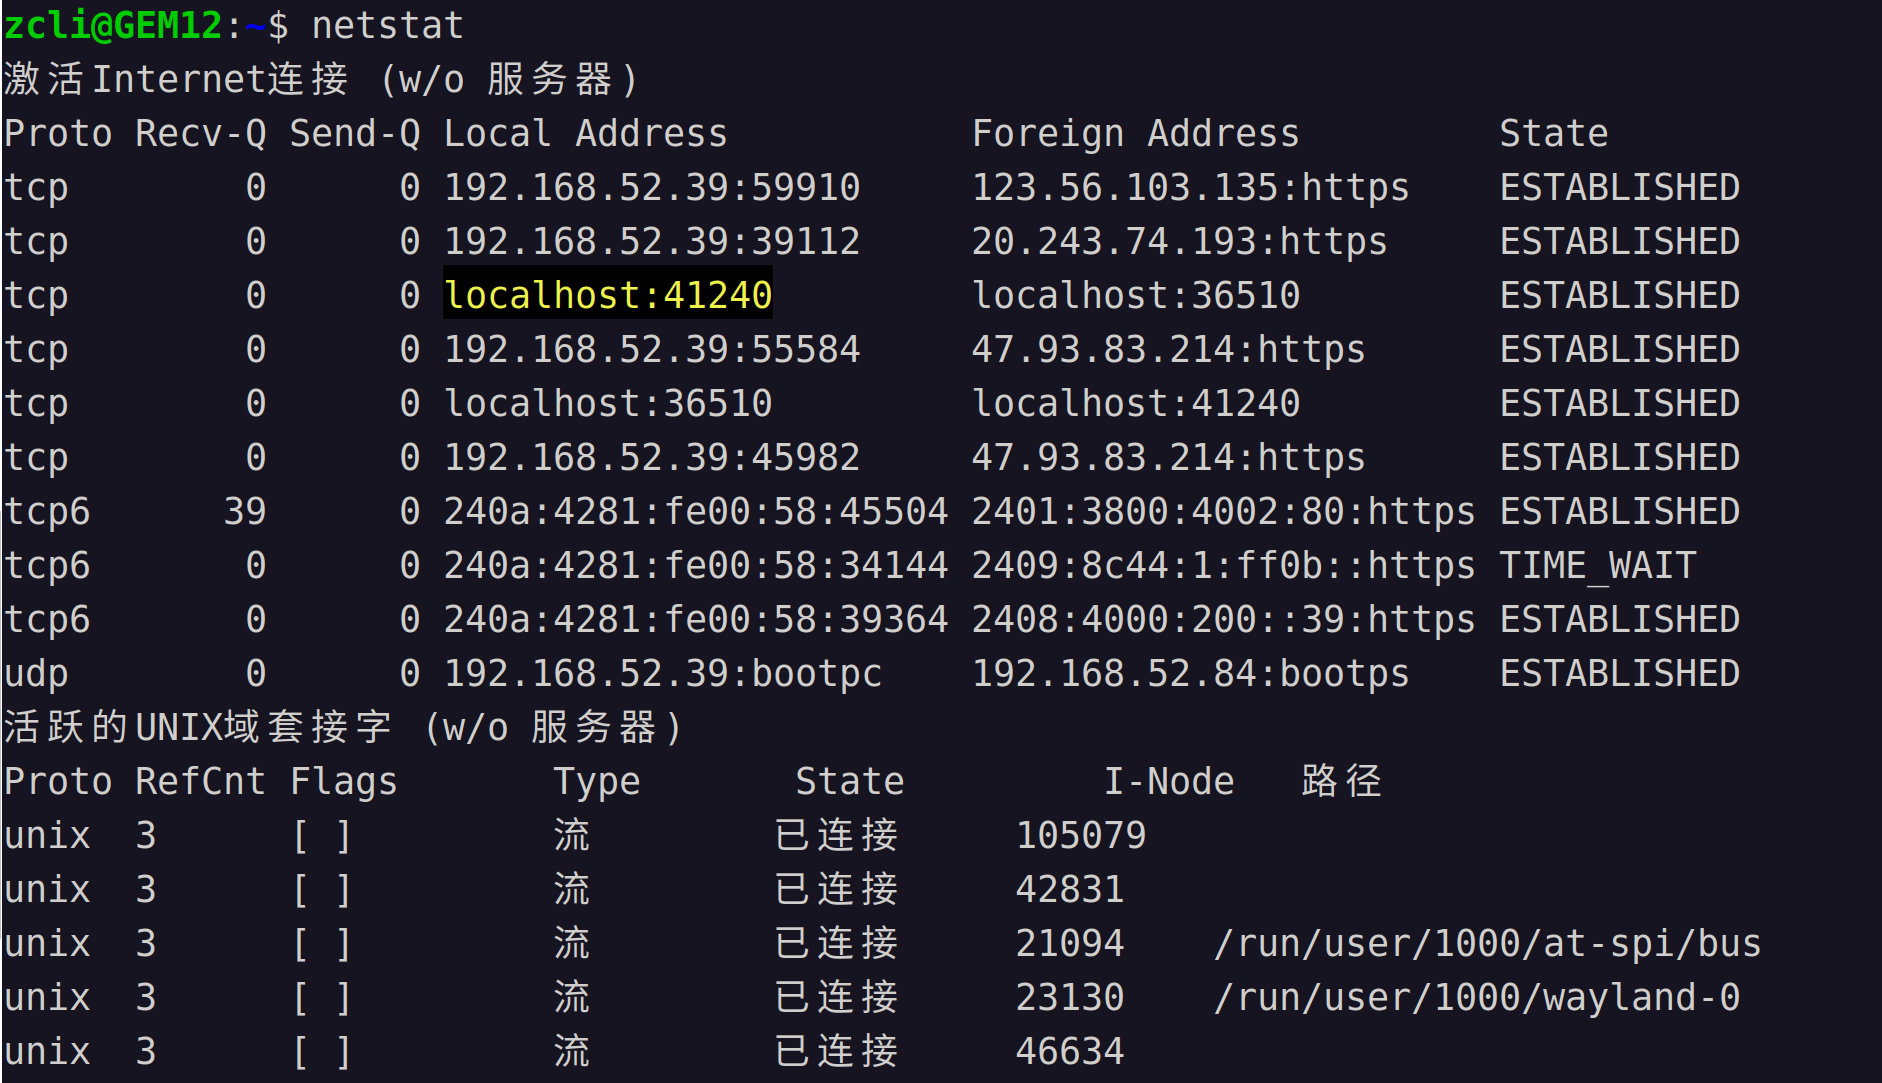 zcli@GEM12:~$ netstat
激活Internet连接 (w/o 服务器)
Proto Recv-Q Send-Q Local Address           Foreign Address         State
tcp        0      0 192.168.52.39:59910     123.56.103.135:https    ESTABLISHED
tcp        0      0 192.168.52.39:39112     20.243.74.193:https     ESTABLISHED
tcp        0      0 localhost:41240         localhost:36510         ESTABLISHED
tcp        0      0 192.168.52.39:55584     47.93.83.214:https      ESTABLISHED
tcp        0      0 localhost:36510         localhost:41240         ESTABLISHED
tcp        0      0 192.168.52.39:45982     47.93.83.214:https      ESTABLISHED
tcp6      39      0 240a:4281:fe00:58:45504 2401:3800:4002:80:https ESTABLISHED
tcp6       0      0 240a:4281:fe00:58:34144 2409:8c44:1:ff0b::https TIME_WAIT
tcp6       0      0 240a:4281:fe00:58:39364 2408:4000:200::39:https ESTABLISHED
udp        0      0 192.168.52.39:bootpc    192.168.52.84:bootps    ESTABLISHED
活跃的UNIX域套接字 (w/o 服务器)
Proto RefCnt Flags       Type       State         I-Node   路径
unix  3      [ ]         流        已连接     105079
unix  3      [ ]         流        已连接     42831
unix  3      [ ]         流        已连接     21094    /run/user/1000/at-spi/bus
unix  3      [ ]         流        已连接     23130    /run/user/1000/wayland-0
unix  3      [ ]         流        已连接     46634